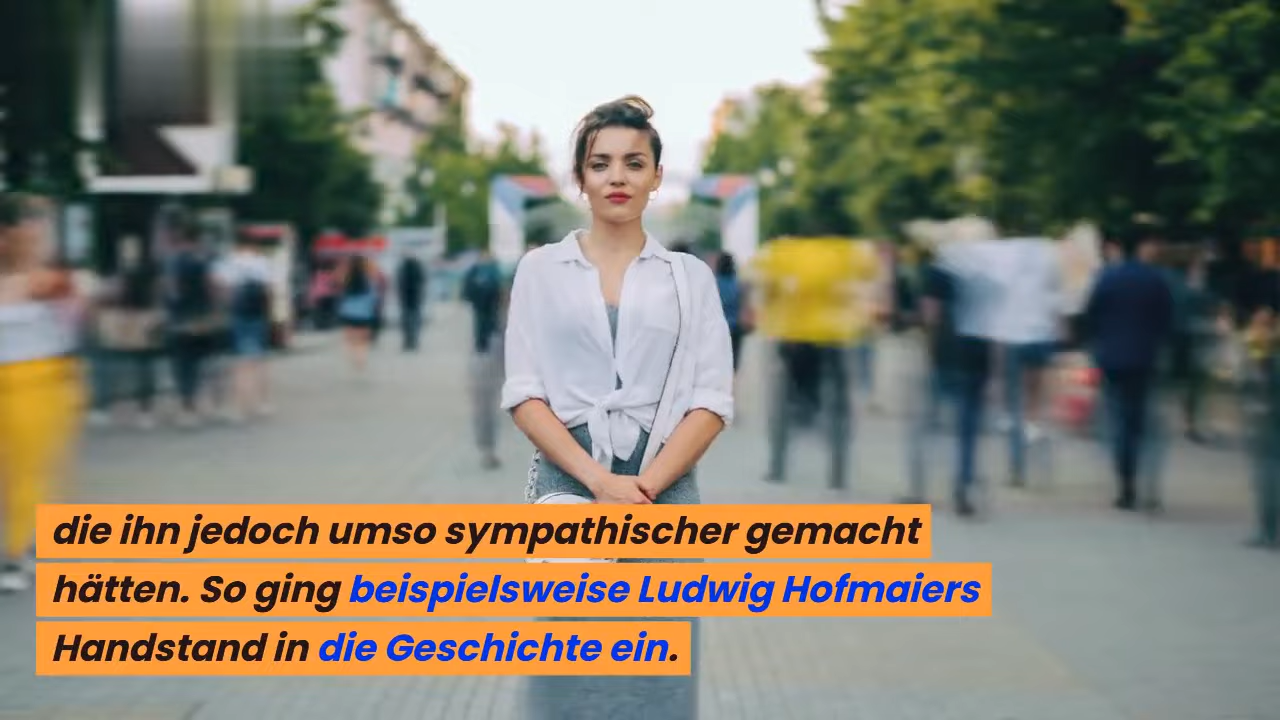 die ihn jedoch umso sympathischer gemacht
hätten. So ging beispielsweise Ludwig Hofmaiers
Handstand in die Geschichte ein.